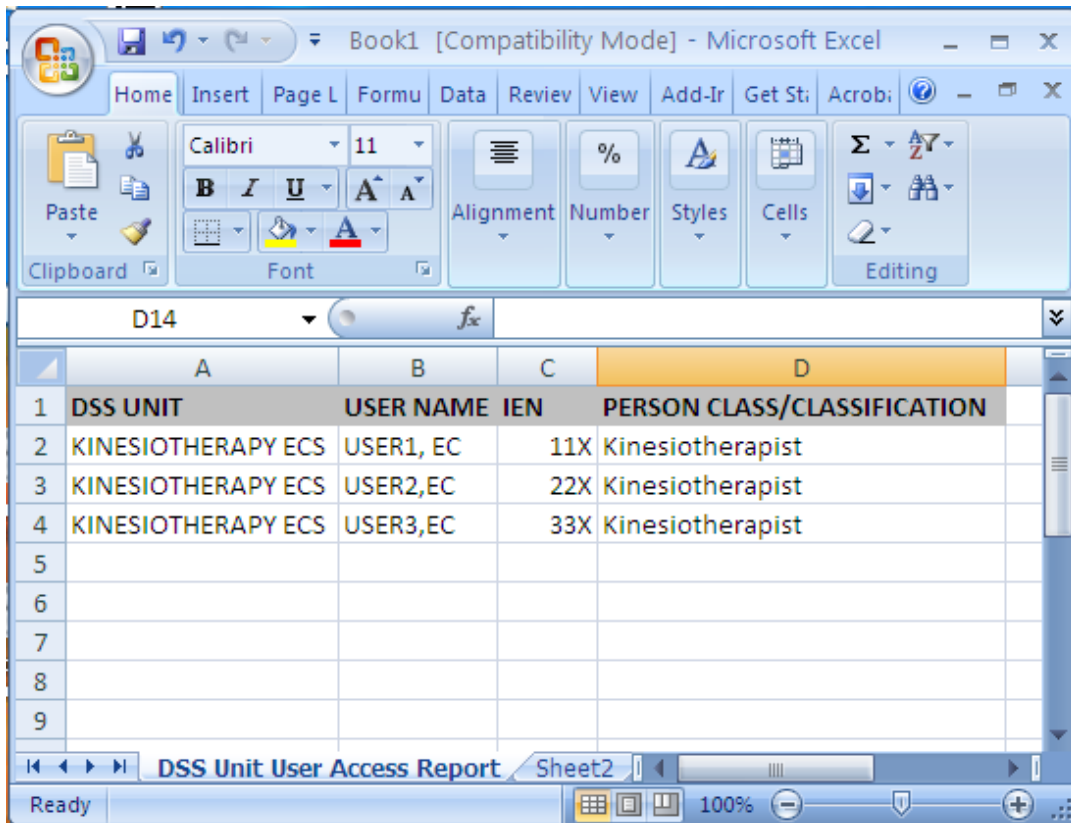 Book1 [Compatibility Mode] - Microsoft Excel
Home Insert Page L Formu Data Reviev View Add-Ir Get Sta Acroba
Calibri 11
B I U A A
Paste Alignment Number Styles Cells
Clipboard Font Editing
D14 fx
A B C D
1 DSS UNIT USER NAME IEN PERSON CLASS/CLASSIFICATION
2 KINESIOTHERAPY ECS USER1, EC 11X Kinesiotherapist
3 KINESIOTHERAPY ECS USER2,EC 22X Kinesiotherapist
4 KINESIOTHERAPY ECS USER3,EC 33X Kinesiotherapist
5
6
7
8
9
DSS Unit User Access Report Sheet2
Ready 100%